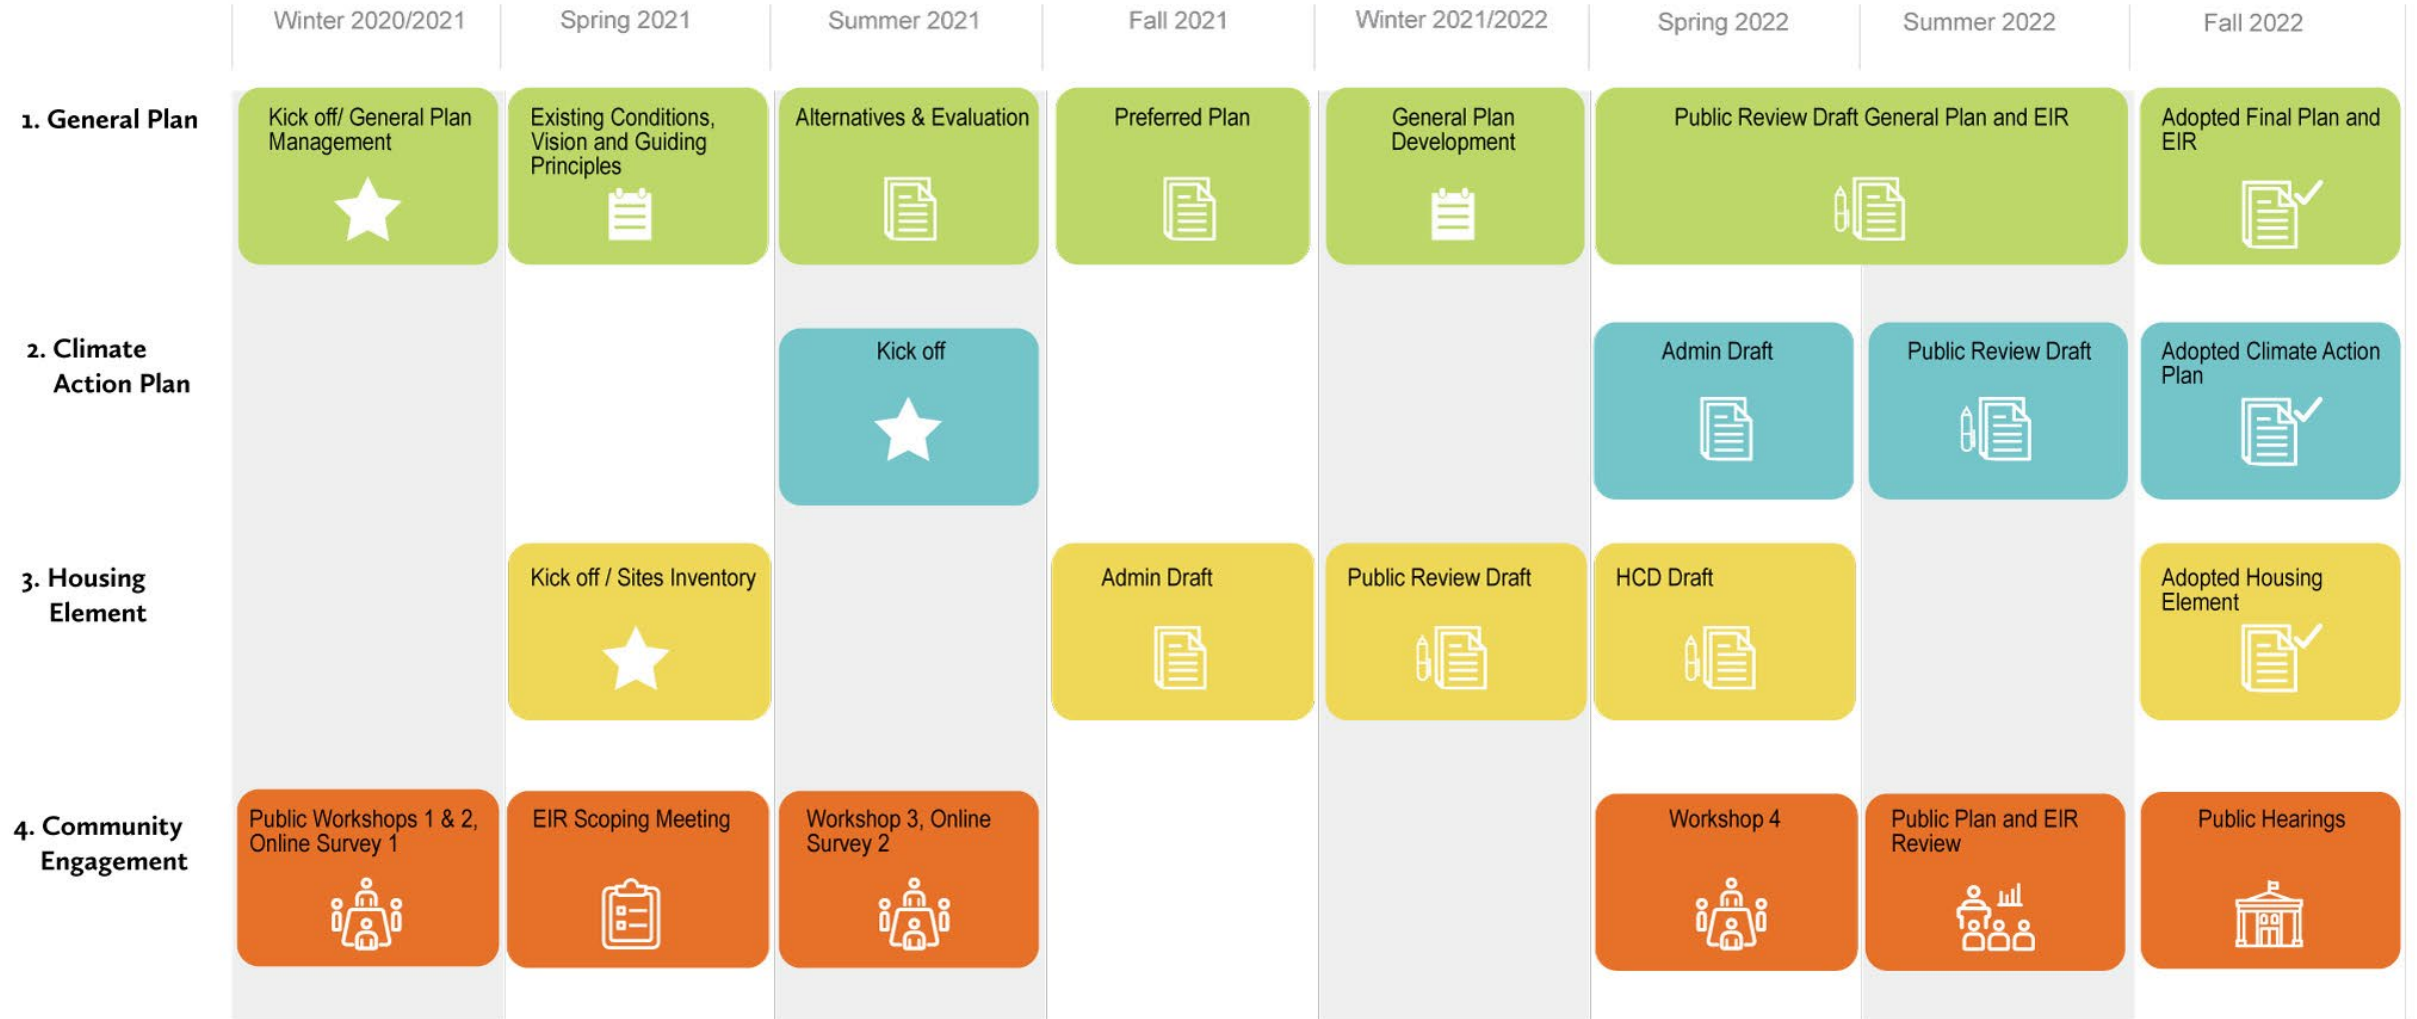 Winter 2020/2021
Spring 2021
Summer 2021
Fall 2021
Winter 2021/2022
Spring 2022
Summer 2022
Fall 2022
1. General Plan
Kick off/ General Plan
Management
Existing Conditions,
Vision and Guiding
Principles
Alternatives & Evaluation
Preferred Plan
General Plan
Development
Public Review Draft General Plan and EIR
Adopted Final Plan and
EIR
2. Climate
Action Plan
Kick off
Admin Draft
Public Review Draft
Adopted Climate Action
Plan
3. Housing
Element
Kick off / Sites Inventory
Admin Draft
Public Review Draft
HCD Draft
Adopted Housing
Element
4. Community
Engagement
Public Workshops 1 & 2,
Online Survey 1
EIR Scoping Meeting
Workshop 3, Online
Survey 2
Workshop 4
Public Plan and EIR
Review
Public Hearings